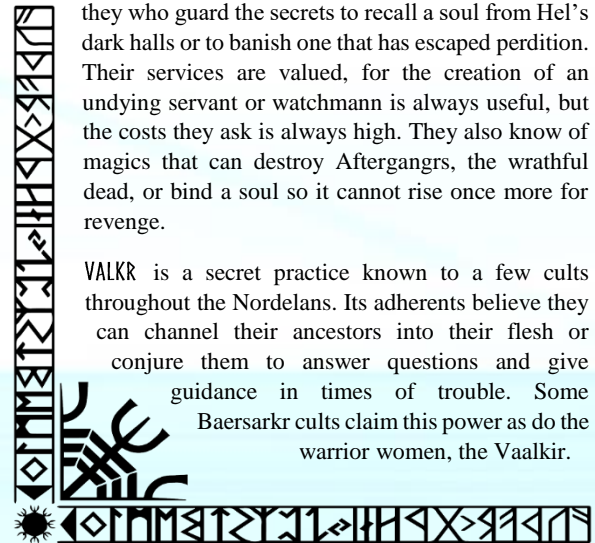 they who guard the secrets to recall a soul from Hel’s
dark halls or to banish one that has escaped perdition.
Their services are valued, for the creation of an
undying servant or watchmann is always useful, but
the costs they ask is always high. They also know of
magics that can destroy Aftergangrs, the wrathful
dead, or bind a soul so it cannot rise once more for
revenge.
VALKR is a secret practice known to a few cults
throughout the Nordelans. Its adherents believe they
can channel their ancestors into their flesh or
conjure them to answer questions and give
guidance in times of trouble. Some
Baersarkr cults claim this power as do the
warrior women, the Vaalkir.